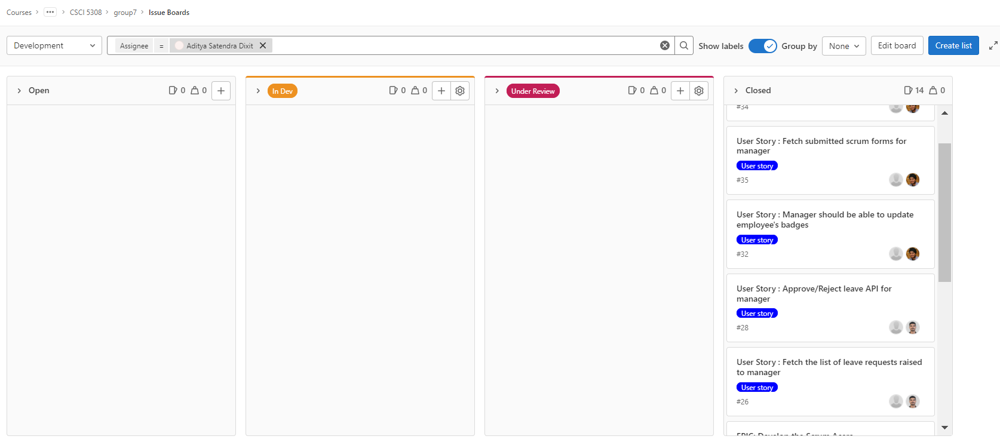 Courses > ••• > CSCI 5308 > group7 > Issue Boards
Development
Assignee = Aditya Satendra Dixit
Show labels
Group by
None
Edit board
Create list
Open 0 0
In Dev 0 0
Under Review 0 0
Closed 14 0
#34
User Story : Fetch submitted scrum forms for
manager
User story
#35
User Story : Manager should be able to update
employee's badges
User story
#32
User Story : Approve/Reject leave API for
manager
User story
#28
User Story : Fetch the list of leave requests raised
to manager
User story
#26
EPIC: Develop the Scrum